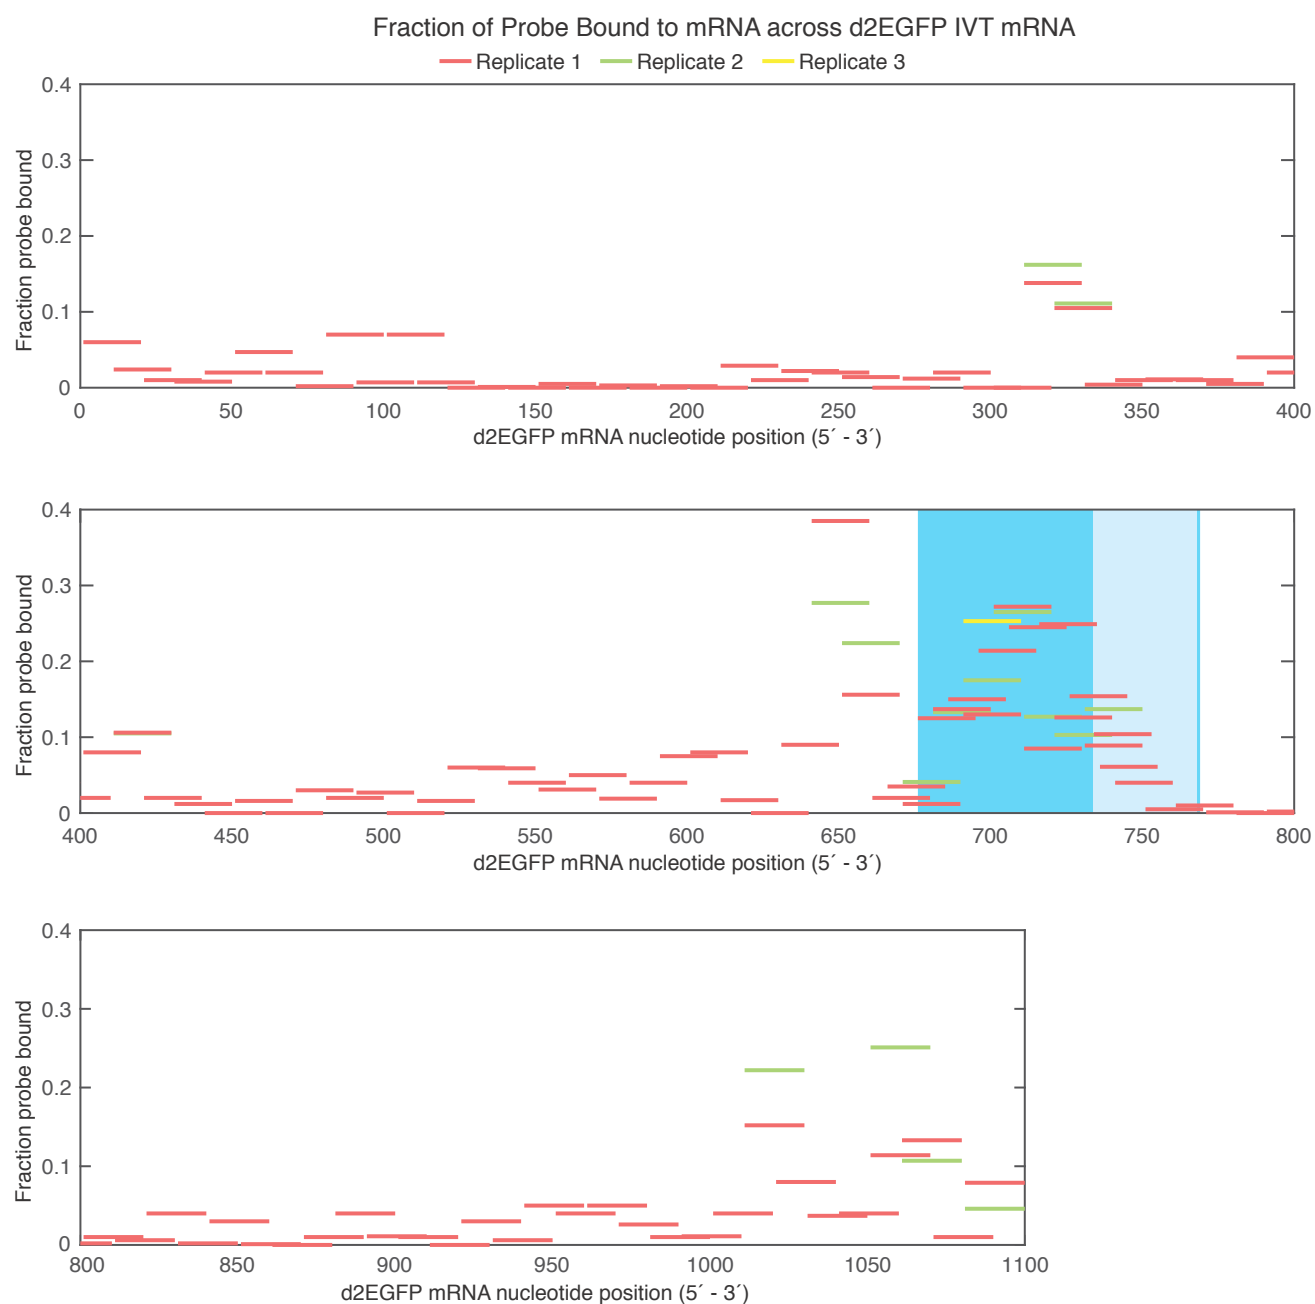 Fraction of Probe Bound to mRNA across d2EGFP IVT mRNA
Replicate 1 Replicate 2 Replicate 3
0.4
0.3
0.2
0.1
0
Fraction probe bound
0 50 100 150 200 250 300 350 400
d2EGFP mRNA nucleotide position (5´ - 3´)
0.4
0.3
0.2
0.1
0
Fraction probe bound
400 450 500 550 600 650 700 750 800
d2EGFP mRNA nucleotide position (5´ - 3´)
0.4
0.3
0.2
0.1
0
Fraction probe bound
800 850 900 950 1000 1050 1100
d2EGFP mRNA nucleotide position (5´ - 3´)